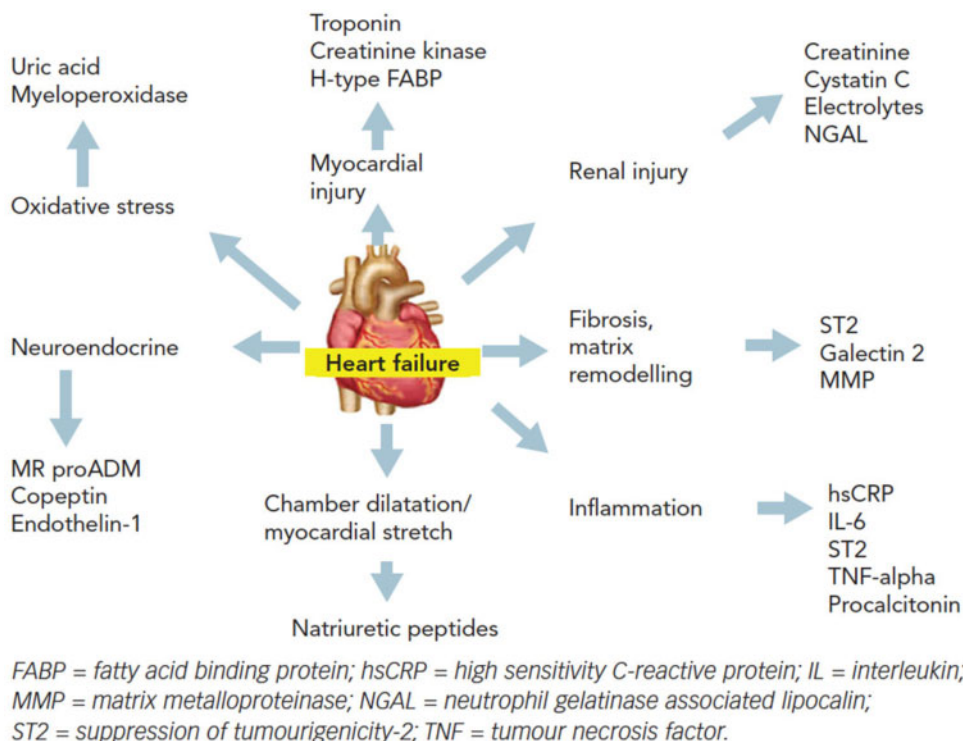 Troponin
Creatinine kinase
H-type FABP
Uric acid
Myeloperoxidase
Creatinine
Cystatin C
Electrolytes
NGAL
Myocardial
injury
Renal injury
Oxidative stress
Neuroendocrine
Heart failure
Fibrosis,
matrix
remodelling
ST2
Galectin 2
MMP
MR proADM
Copeptin
Endothelin-1
Chamber dilatation/
myocardial stretch
Inflammation
hsCRP
IL-6
ST2
TNF-alpha
Procalcitonin
Natriuretic peptides
FABP = fatty acid binding protein; hsCRP = high sensitivity C-reactive protein; IL = interleukin;
MMP = matrix metalloproteinase; NGAL = neutrophil gelatinase associated lipocalin;
ST2 = suppression of tumourigenicity-2; TNF = tumour necrosis factor.